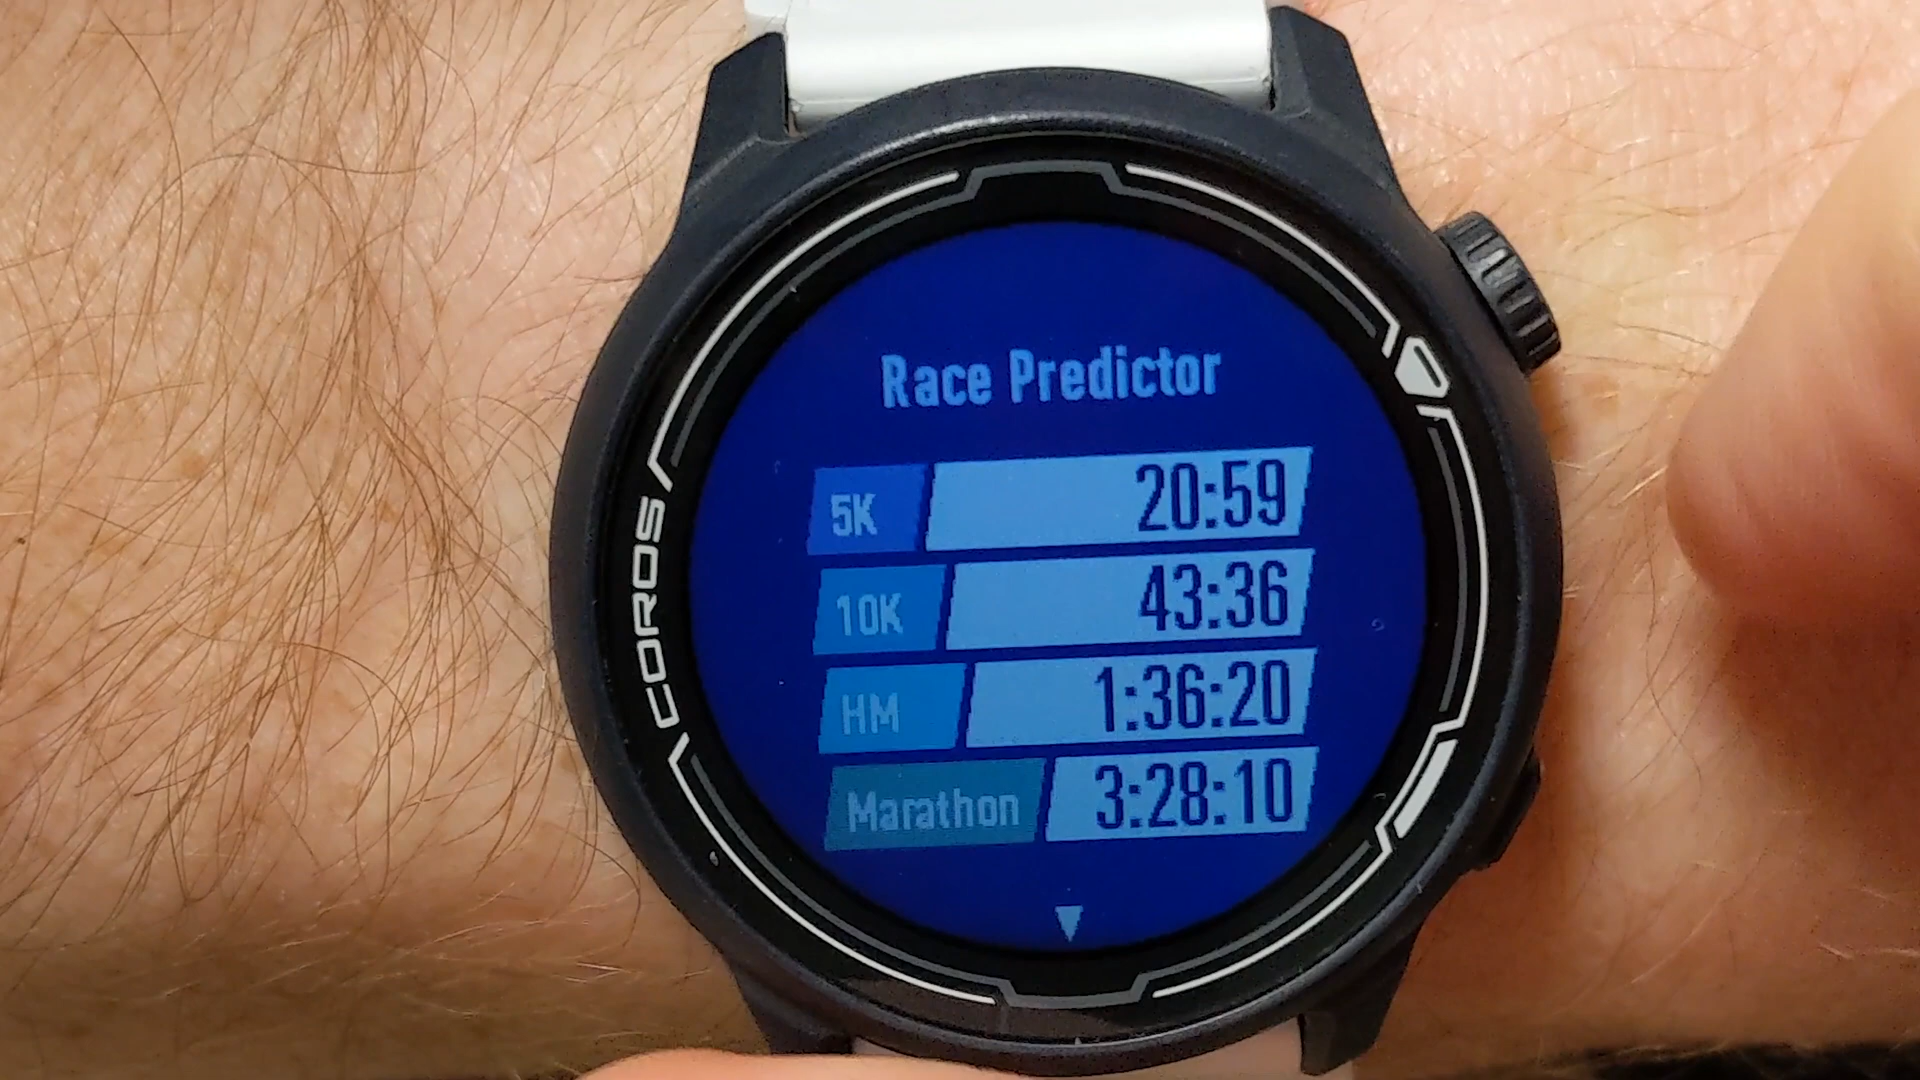 Race Predictor
5K 20:59
10K 43:36
HM 1:36:20
Marathon 3:28:10
COROS